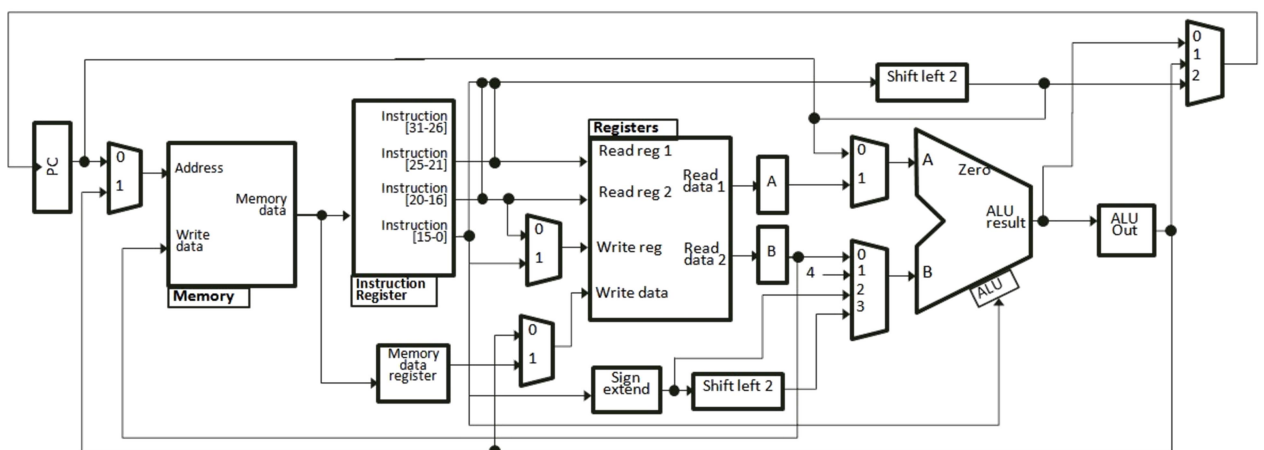 PC
0
1
Address
Memory
data
Write
data
Memory
Instruction
[31-26]
Instruction
[25-21]
Instruction
[20-16]
Instruction
[15-0]
Instruction
Register
Memory
data
register
0
1
0
1
Registers
Read reg 1
Read reg 2
Write reg
Write data
Read
data 1
Read
data 2
Sign
extend
Shift left 2
A
B
4
0
1
0
1
2
3
Shift left 2
A
B
Zero
ALU
result
ALU
ALU
Out
0
1
2